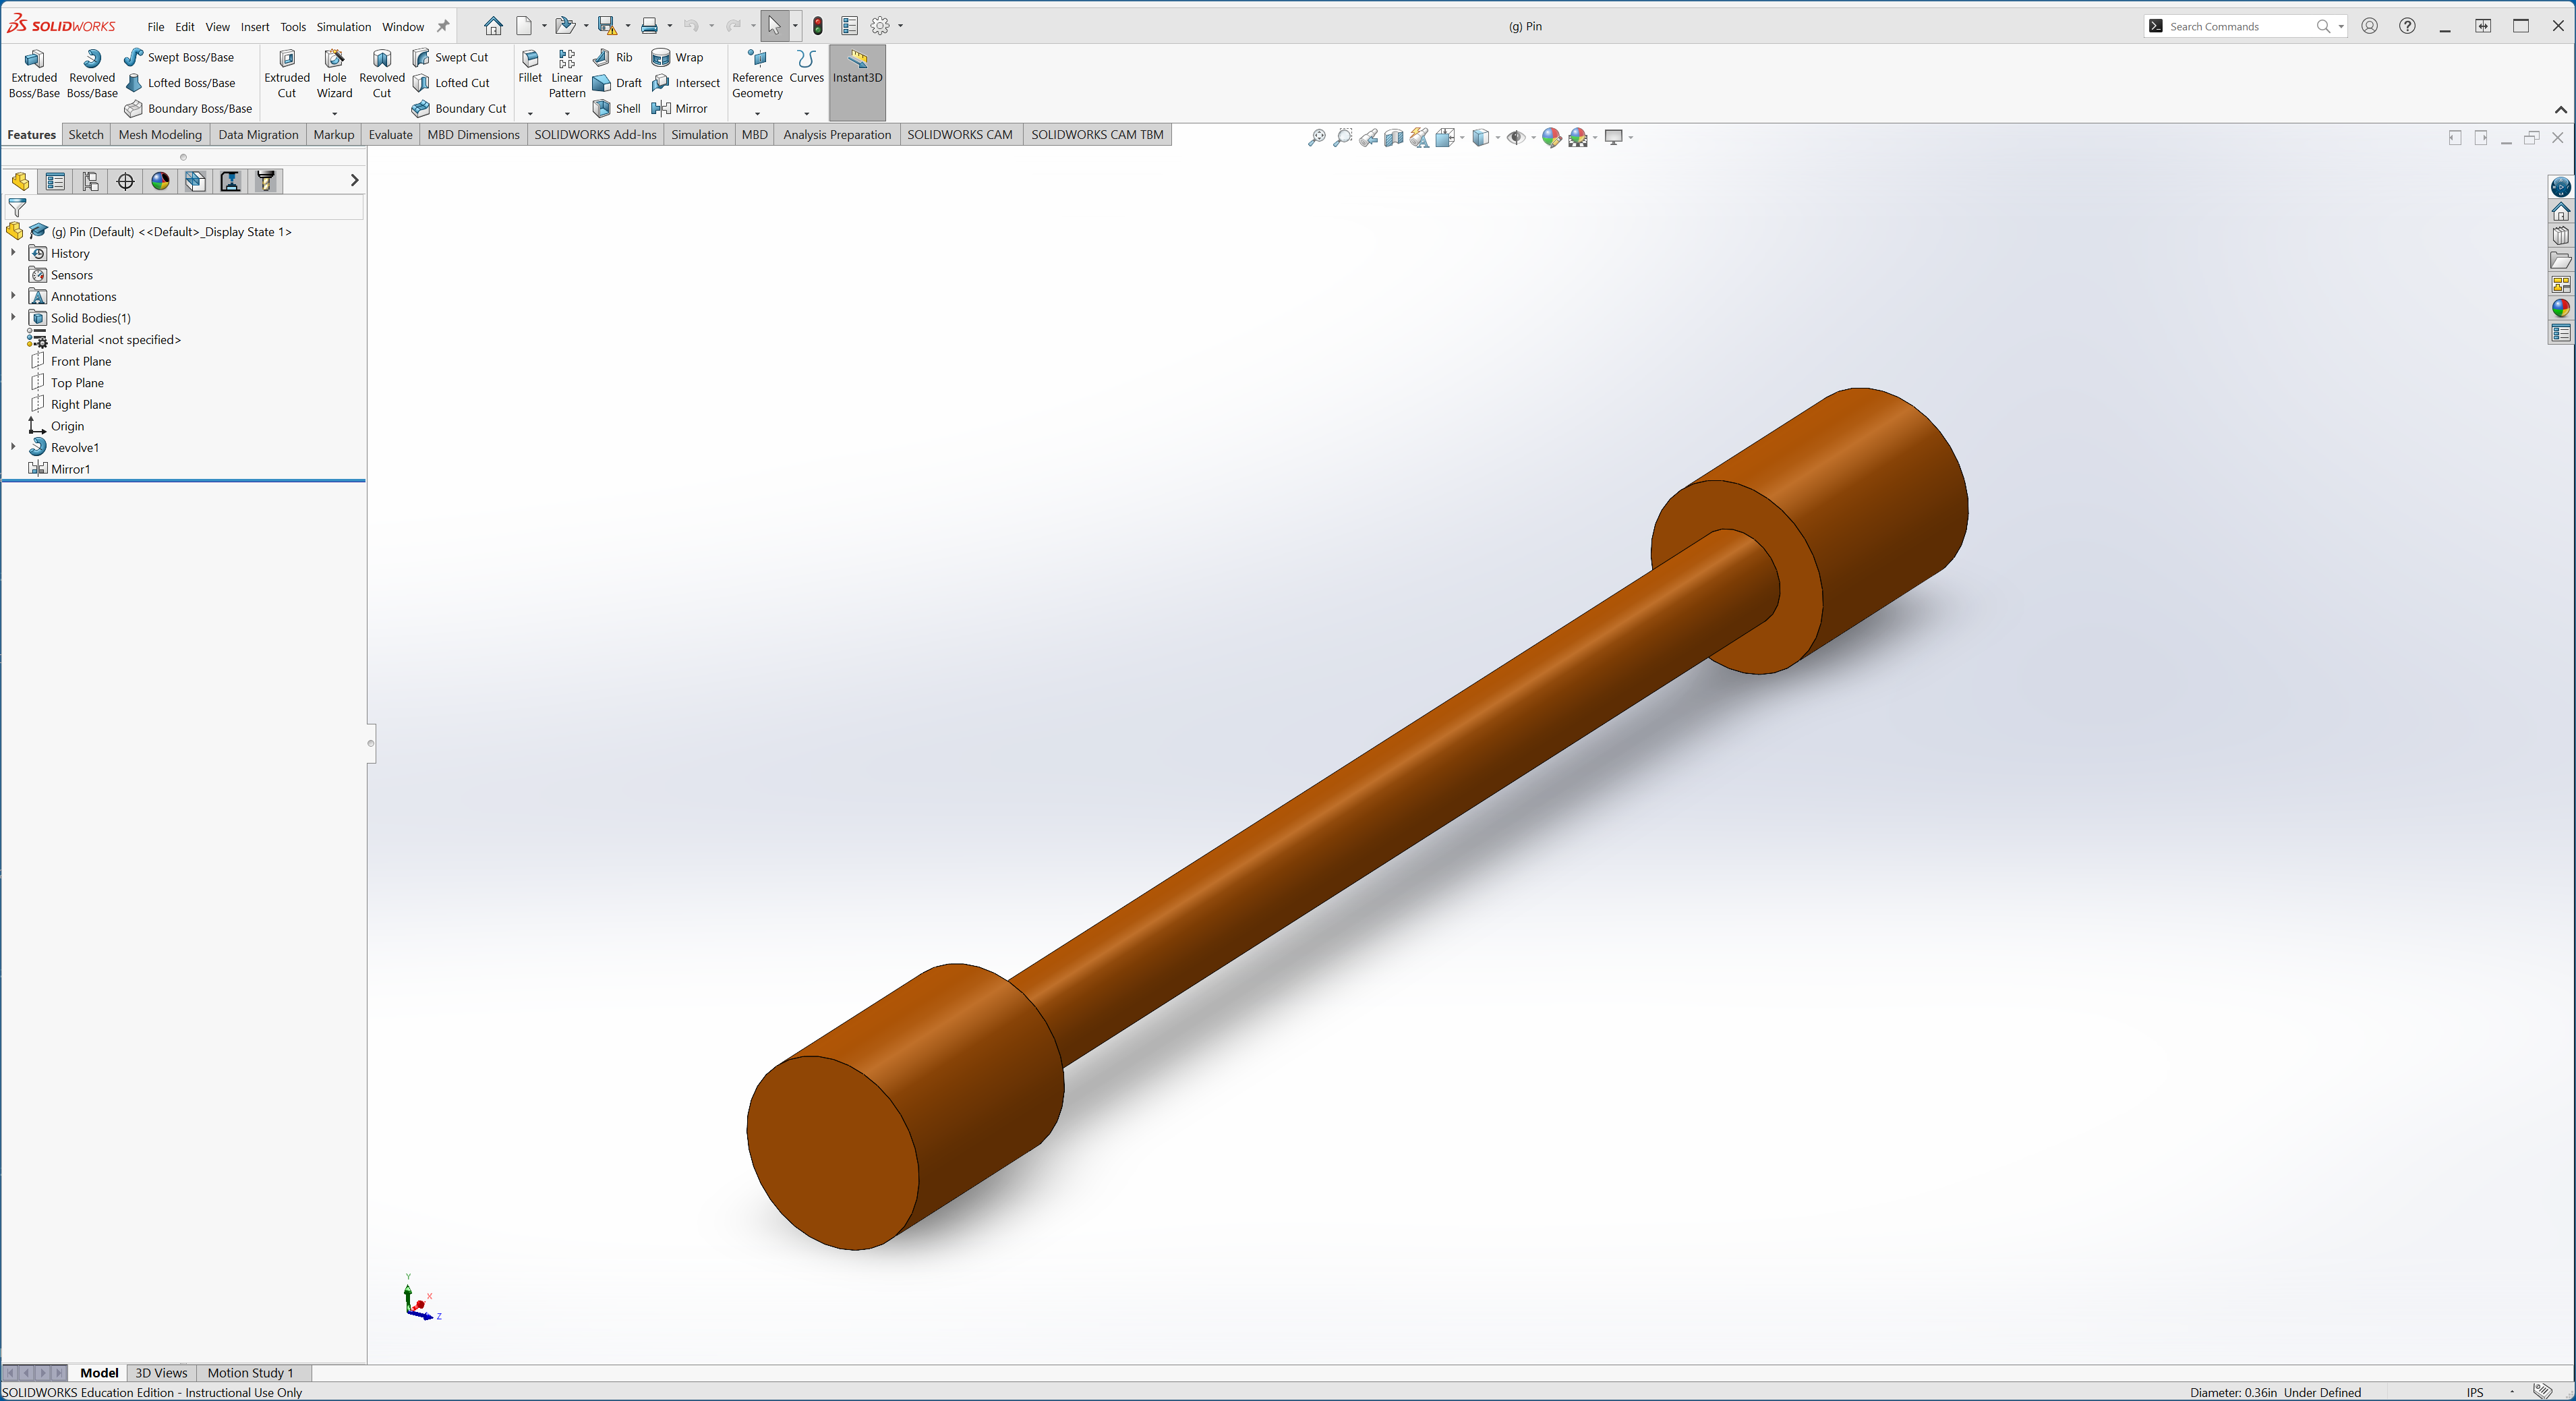 SOLIDWORKS File Edit View Insert Tools Simulation Window (g) Pin Search Commands
Extruded Boss/Base
Revolved Boss/Base
Swept Boss/Base
Lofted Boss/Base
Boundary Boss/Base
Extruded Cut
Hole Wizard
Revolved Cut
Swept Cut
Lofted Cut
Boundary Cut
Fillet
Linear Pattern
Rib
Draft
Shell
Wrap
Intersect
Mirror
Reference Geometry
Curves
Instant3D
Features Sketch Mesh Modeling Data Migration Markup Evaluate MBD Dimensions SOLIDWORKS Add-Ins Simulation MBD Analysis Preparation SOLIDWORKS CAM SOLIDWORKS CAM TBM
(g) Pin (Default) <<Default>_Display State 1>
History
Sensors
Annotations
Solid Bodies(1)
Material <not specified>
Front Plane
Top Plane
Right Plane
Origin
Revolve1
Mirror1
Y
X
Z
Model 3D Views Motion Study 1
SOLIDWORKS Education Edition - Instructional Use Only Diameter: 0.36in Under Defined IPS